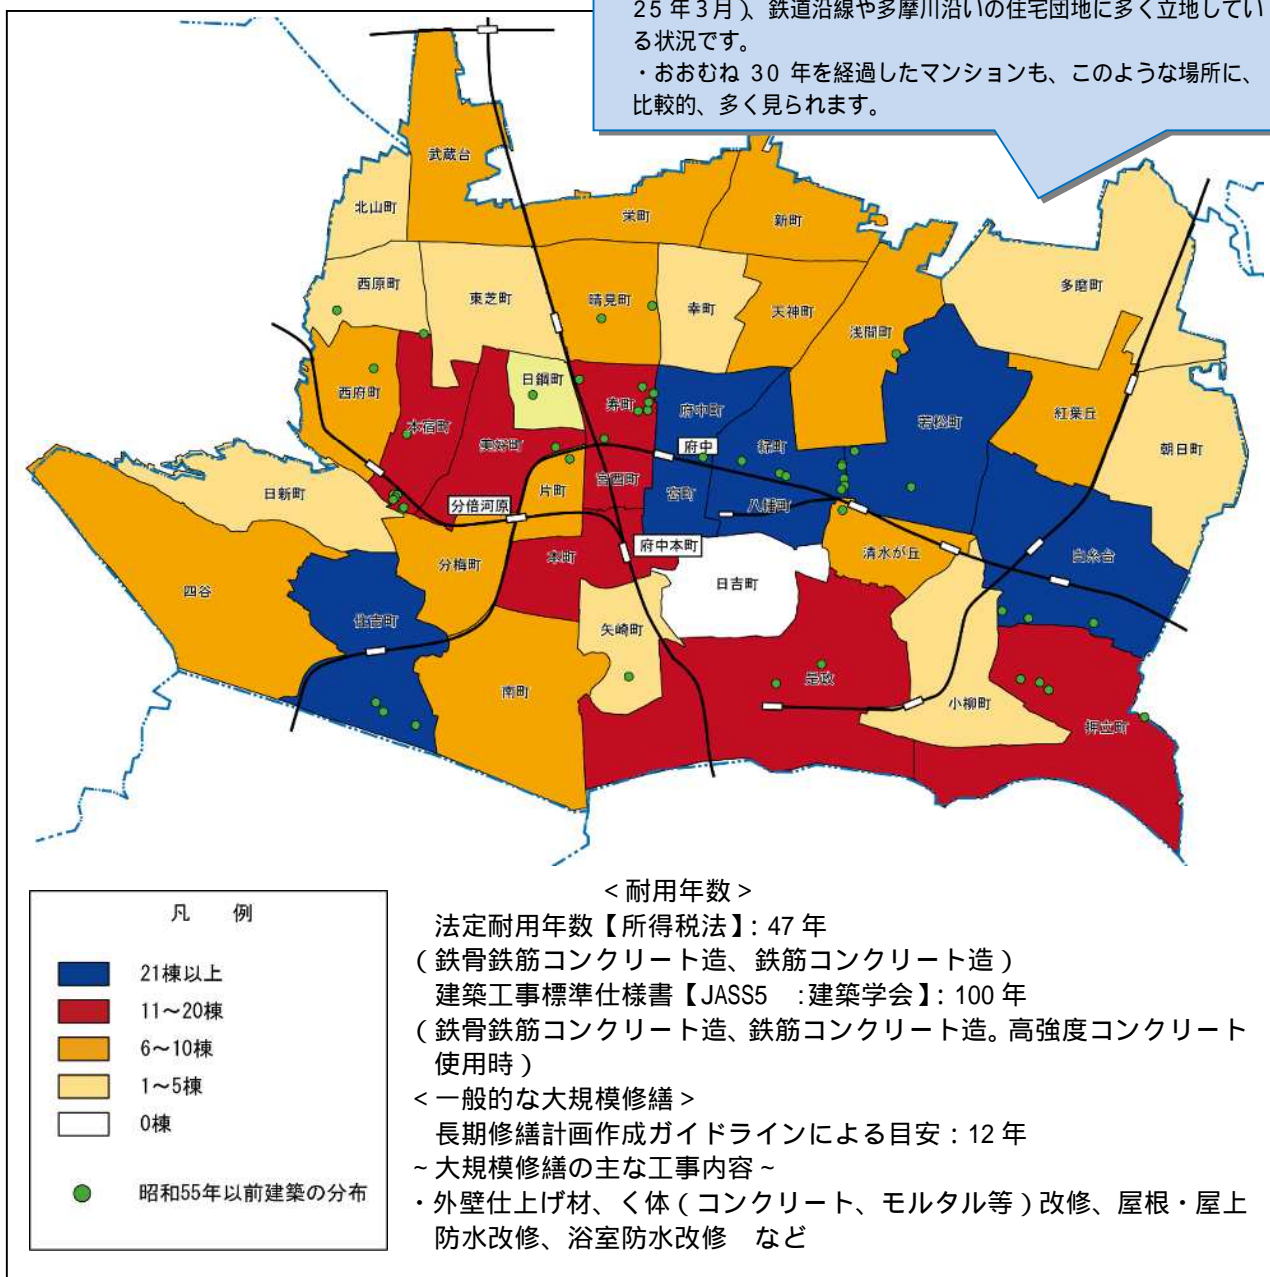 25 年3月)、鉄道沿線や多摩川沿いの住宅団地に多く立地してい
る状況です。
・おおむね 30 年を経過したマンションも、このような場所に、
比較的、多く見られます。
武蔵台
北山町
栄町
新町
西原町
東芝町
晴見町
幸町
天神町
浅間町
多磨町
西府町
本宿町
美好町
日鋼町
寿町
府中町
緑町
若松町
紅葉丘
朝日町
府中
日新町
分倍河原
片町
宮西町
宮町
八幡町
府中本町
四谷
住吉町
分梅町
本町
日吉町
清水が丘
白糸台
矢崎町
南町
是政
小柳町
押立町
凡 例
21棟以上
11～20棟
6～10棟
1～5棟
0棟
昭和55年以前建築の分布
<耐用年数>
法定耐用年数【所得税法】：47 年
(鉄骨鉄筋コンクリート造、鉄筋コンクリート造)
建築工事標準仕様書【JASS5 :建築学会】：100 年
(鉄骨鉄筋コンクリート造、鉄筋コンクリート造。高強度コンクリート
使用時)
<一般的な大規模修繕>
長期修繕計画作成ガイドラインによる目安：12 年
~大規模修繕の主な工事内容~
・外壁仕上げ材、く体(コンクリート、モルタル等)改修、屋根・屋上
防水改修、浴室防水改修 など